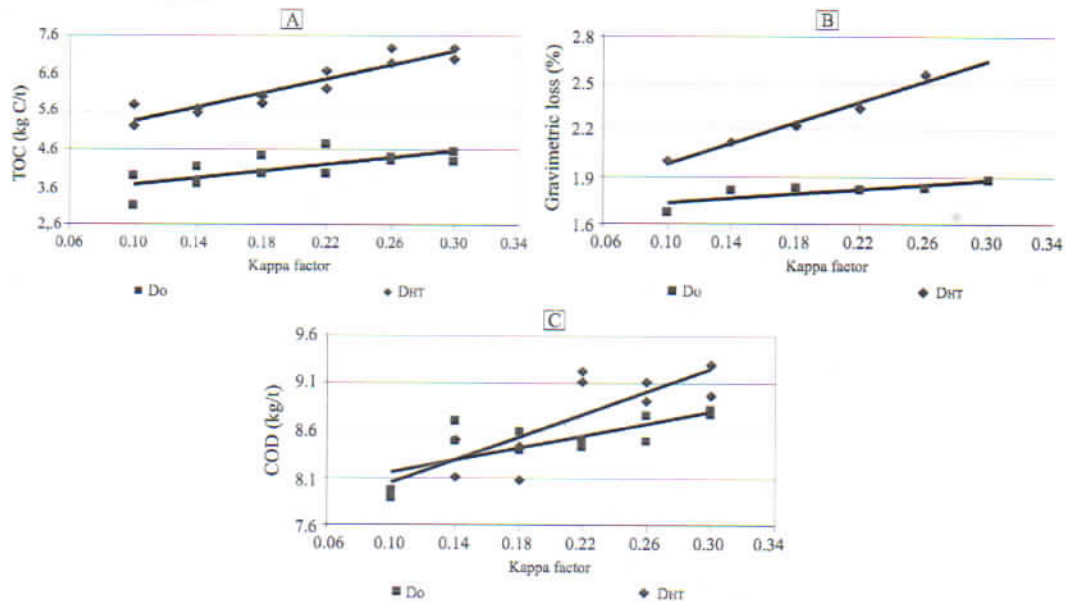 A
TOC (kg C/t)
7.6
6.6
5.6
4.6
3.6
2.6
0.06 0.10 0.14 0.18 0.22 0.26 0.30 0.34
Kappa factor
Do DHT
B
Gravimetric loss (%)
2.8
2.5
2.2
1.9
1.6
0.06 0.10 0.14 0.18 0.22 0.26 0.30 0.34
Kappa factor
Do DHT
C
COD (kg/t)
9.6
9.1
8.6
8.1
7.6
0.06 0.10 0.14 0.18 0.22 0.26 0.30 0.34
Kappa factor
Do DHT